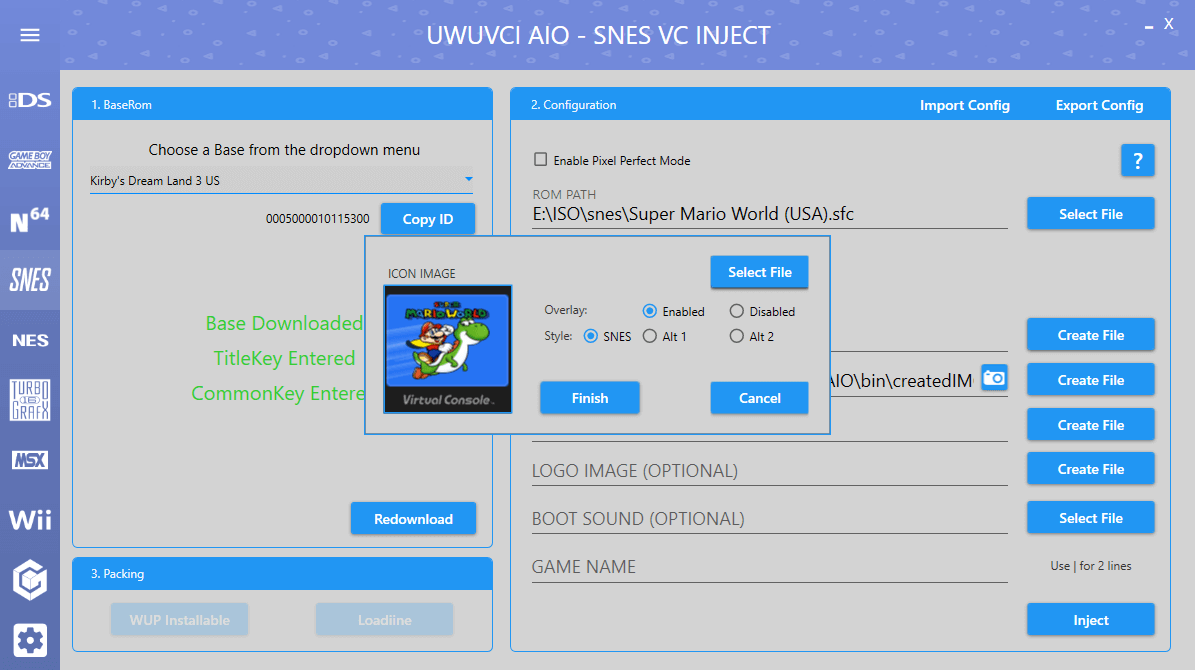 UWUVCI AIO - SNES VC INJECT
X
DS
GAME BOY
ADVANCE
N64
SNES
NES
TURBO
GRAFX
MSX
Wii
1. BaseRom
Choose a Base from the dropdown menu
Kirby's Dream Land 3 US
0005000010115300
Copy ID
Base Downloaded
TitleKey Entered
CommonKey Entere
Redownload
3. Packing
WUP Installable
Loadiine
2. Configuration
Import Config
Export Config
Enable Pixel Perfect Mode
?
ROM PATH
E:\ISO\snes\Super Mario World (USA).sfc
Select File
ICON IMAGE
Select File
SUPER
MARIO WORLD
Virtual Console™
Overlay:
Enabled
Disabled
Style:
SNES
Alt 1
Alt 2
Finish
Cancel
Create File
AIO\bin\createdIM
Create File
Create File
LOGO IMAGE (OPTIONAL)
Create File
BOOT SOUND (OPTIONAL)
Select File
GAME NAME
Use | for 2 lines
Inject